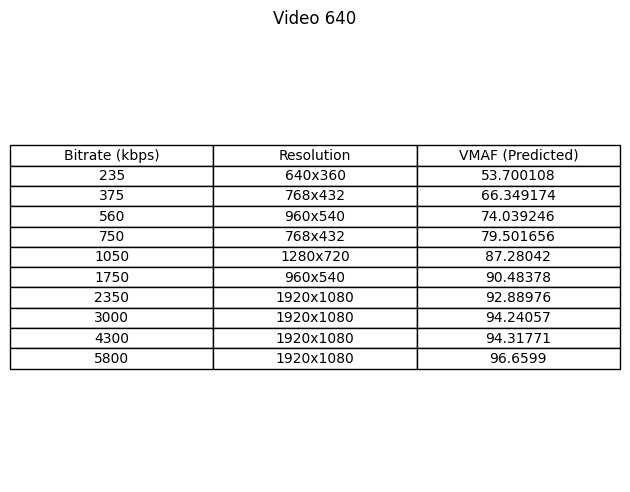 Video 640
Bitrate (kbps) Resolution VMAF (Predicted)
235 640x360 53.700108
375 768x432 66.349174
560 960x540 74.039246
750 768x432 79.501656
1050 1280x720 87.28042
1750 960x540 90.48378
2350 1920x1080 92.88976
3000 1920x1080 94.24057
4300 1920x1080 94.31771
5800 1920x1080 96.6599